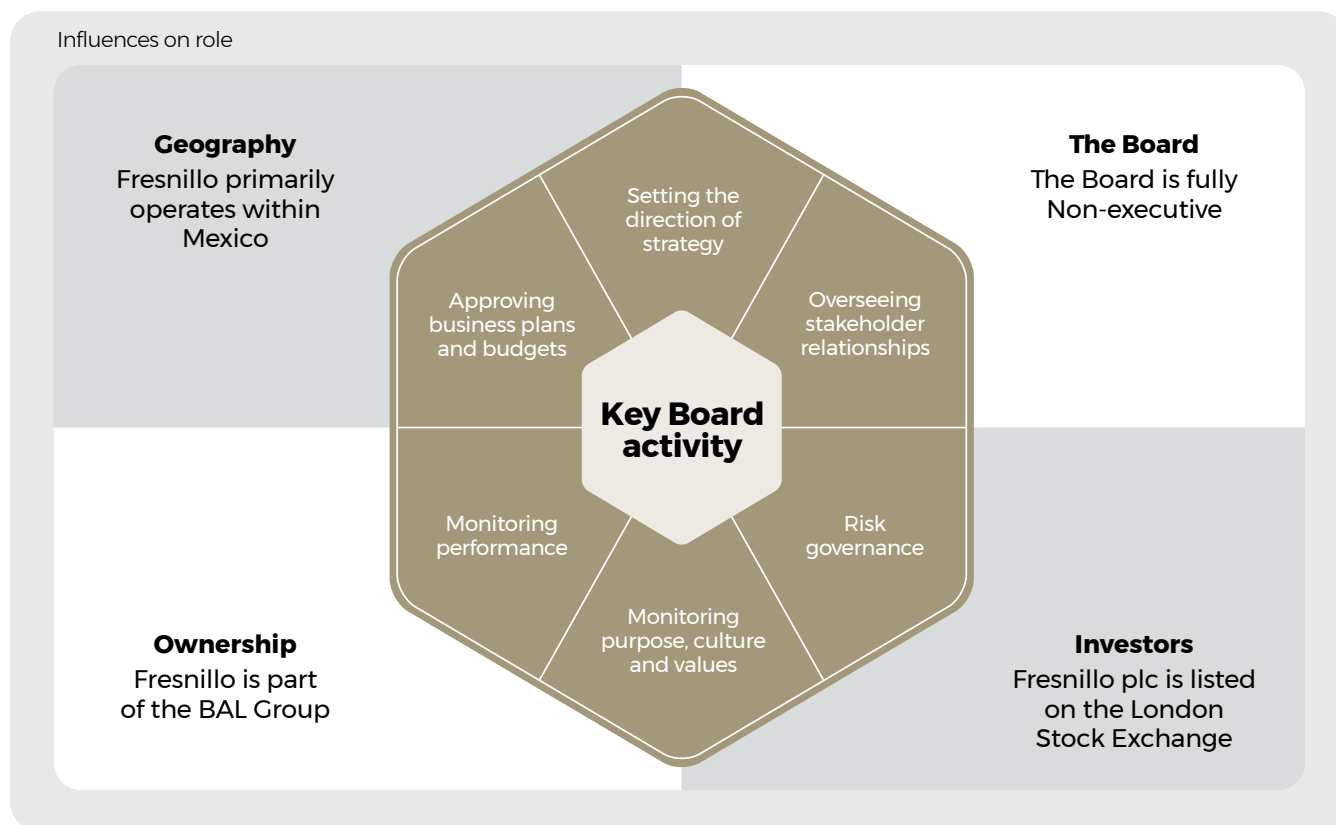 Influences on role
Geography
Fresnillo primarily
operates within
Mexico
The Board
The Board is fully
Non-executive
Setting the
direction of
strategy
Approving
business plans
and budgets
Overseeing
stakeholder
relationships
Key Board
activity
Monitoring
performance
Risk
governance
Monitoring
purpose, culture
and values
Ownership
Fresnillo is part
of the BAL Group
Investors
Fresnillo plc is listed
on the London
Stock Exchange